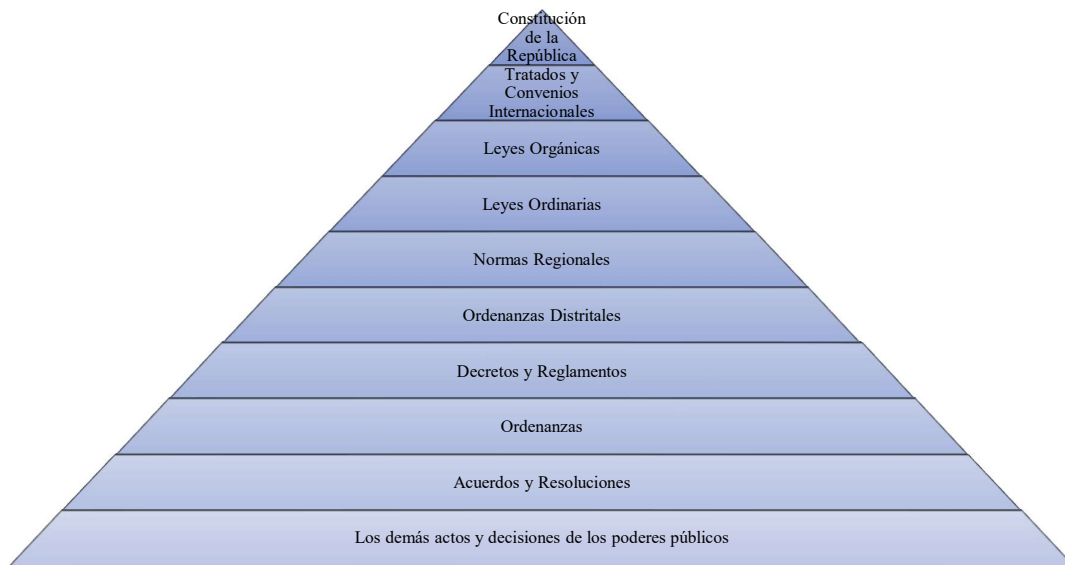 Constitución
de la
República
Tratados y
Convenios
Internacionales
Leyes Orgánicas
Leyes Ordinarias
Normas Regionales
Ordenanzas Distritales
Decretos y Reglamentos
Ordenanzas
Acuerdos y Resoluciones
Los demás actos y decisiones de los poderes públicos